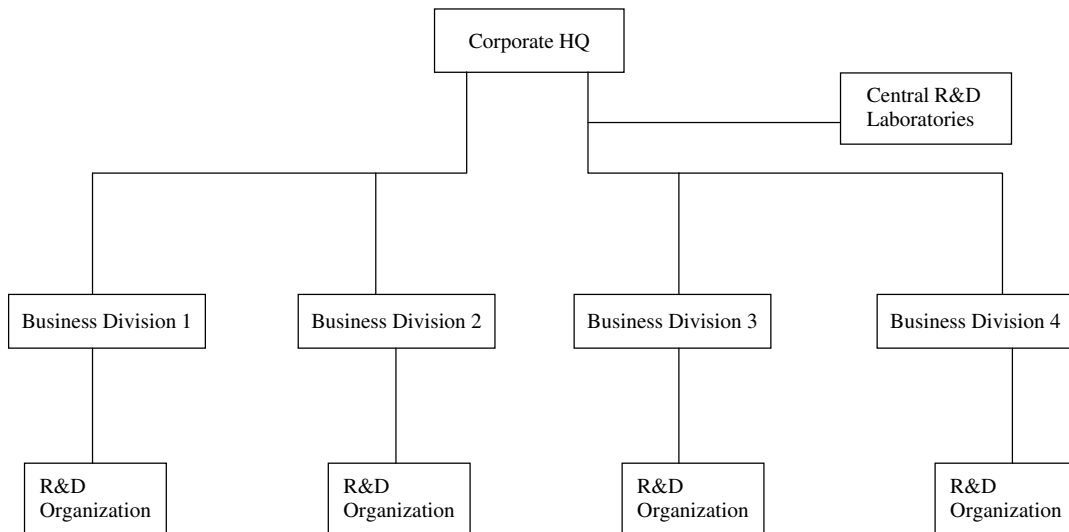 Corporate HQ
Central R&D
Laboratories
Business Division 1
Business Division 2
Business Division 3
Business Division 4
R&D
Organization
R&D
Organization
R&D
Organization
R&D
Organization